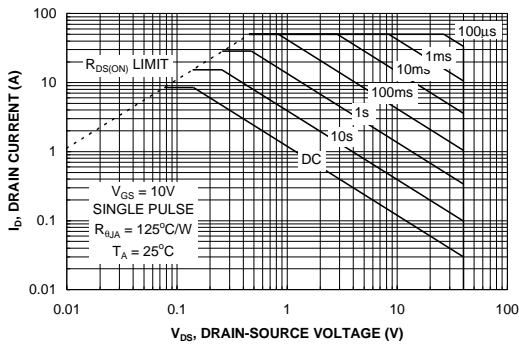 100
10
1
0.1
0.01
0.01
0.1
1
10
100
I_D, DRAIN CURRENT (A)
V_DS, DRAIN-SOURCE VOLTAGE (V)
R_DS(ON) LIMIT
100μs
1ms
10ms
100ms
1s
10s
DC
V_GS = 10V
SINGLE PULSE
R_θJA = 125°C/W
T_A = 25°C